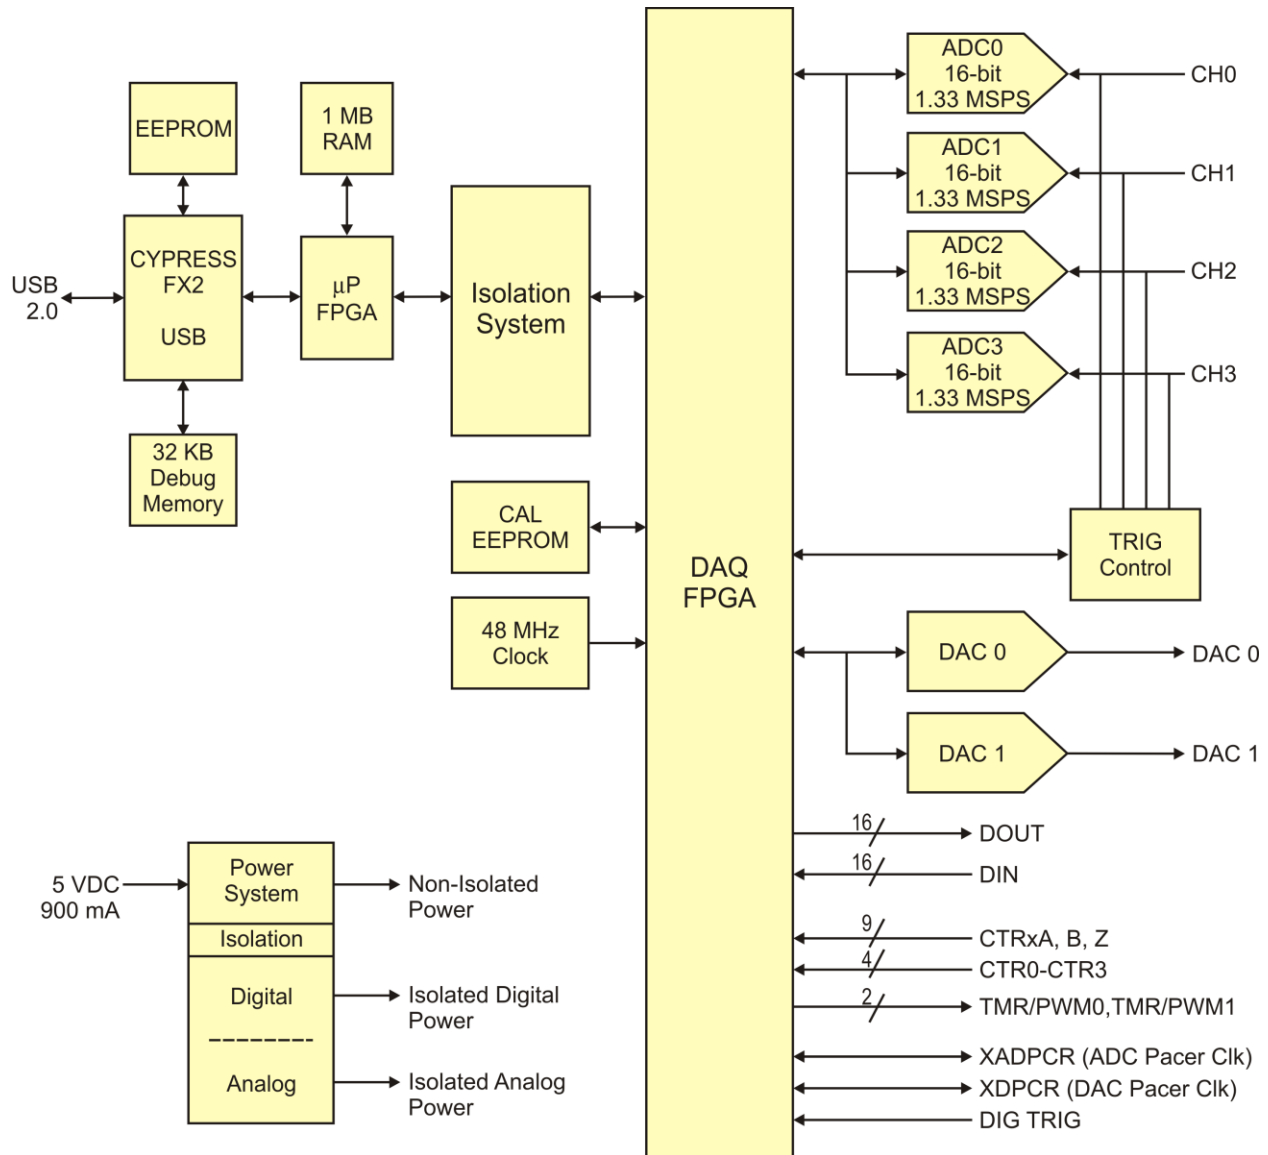 EEPROM
1 MB
RAM
USB
2.0
CYPRESS
FX2
USB
µP
FPGA
Isolation
System
32 KB
Debug
Memory
CAL
EEPROM
48 MHz
Clock
DAQ
FPGA
ADC0
16-bit
1.33 MSPS
CH0
ADC1
16-bit
1.33 MSPS
CH1
ADC2
16-bit
1.33 MSPS
CH2
ADC3
16-bit
1.33 MSPS
CH3
TRIG
Control
DAC 0
DAC 0
DAC 1
DAC 1
16
DOUT
16
DIN
9
CTRxA, B, Z
4
CTR0-CTR3
2
TMR/PWM0,TMR/PWM1
XADPCR (ADC Pacer Clk)
XDPCR (DAC Pacer Clk)
DIG TRIG
5 VDC
900 mA
Power
System
Non-Isolated
Power
Isolation
Digital
Isolated Digital
Power
Analog
Isolated Analog
Power